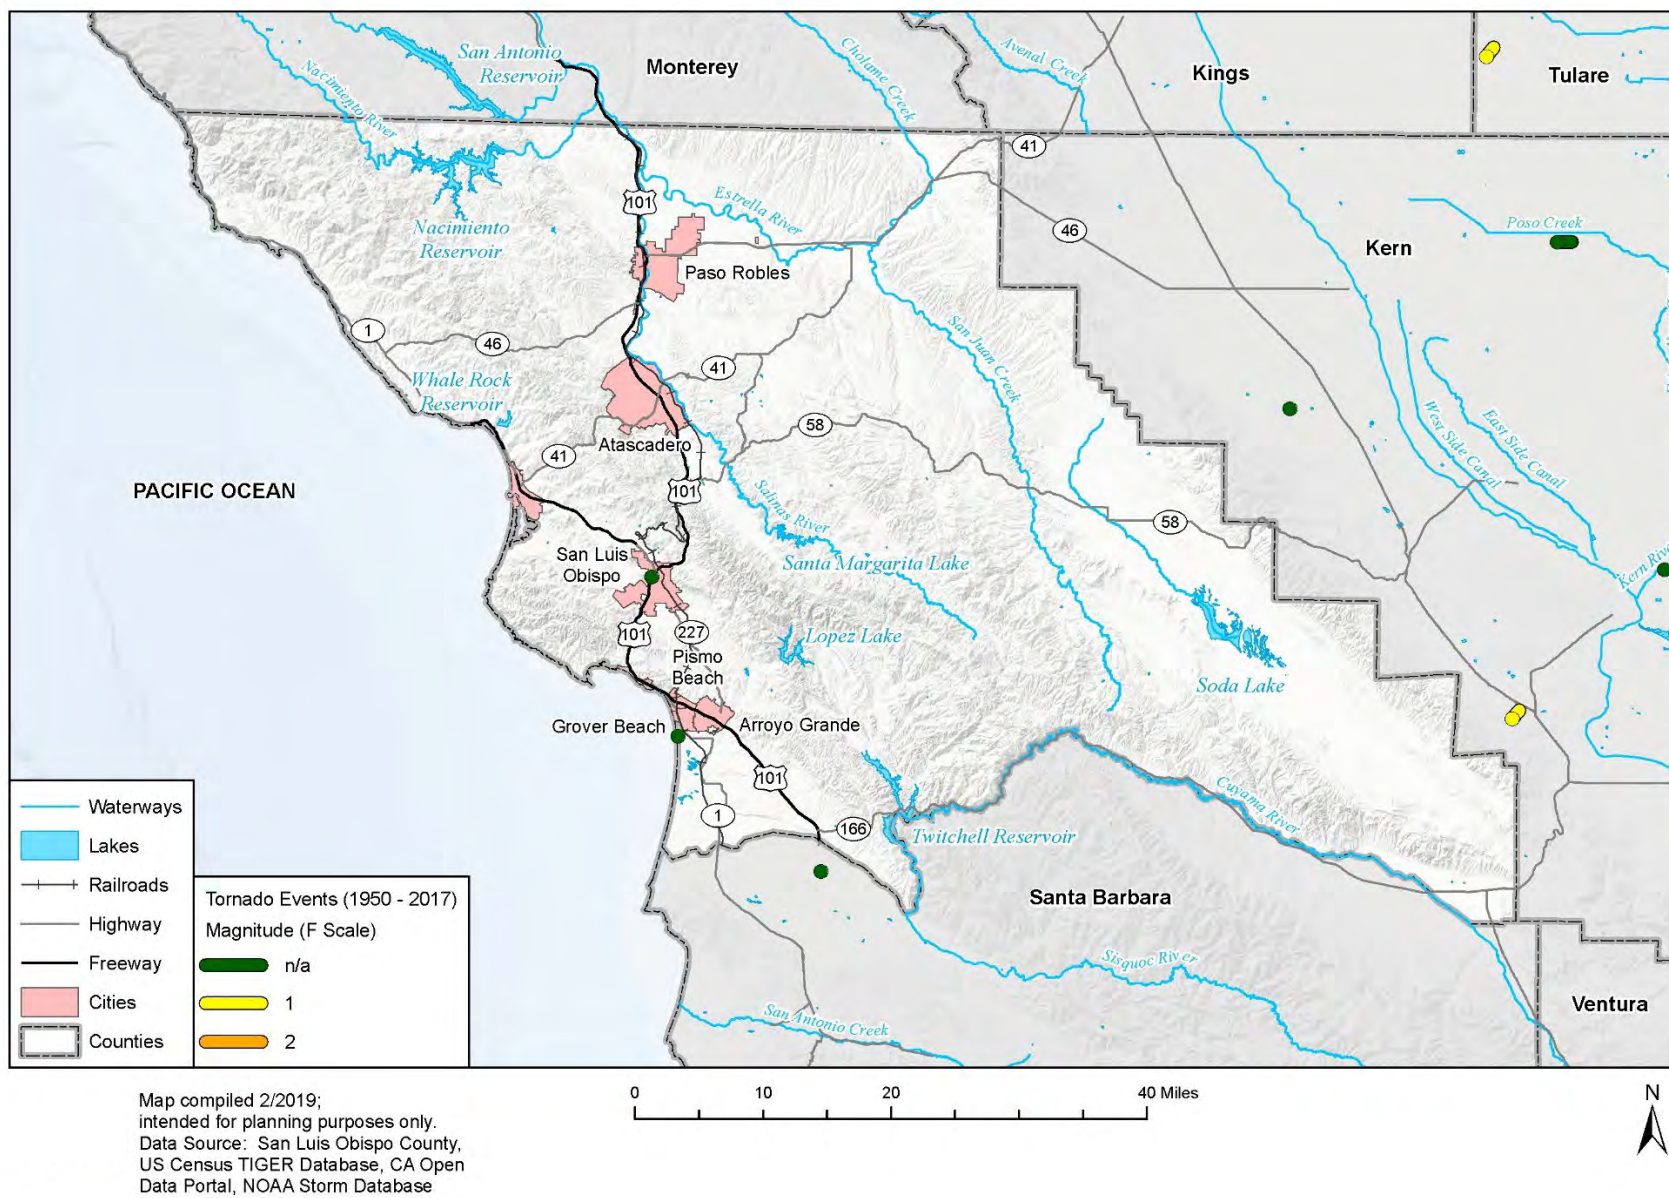 San Antonio
Reservoir
Monterey
Cholame Creek
Avenal Creek
Kings
Tulare
Nacimiento River
41
101
Estrella River
Nacimiento
Reservoir
46
Poso Creek
Kern
Paso Robles
1
46
San Juan Creek
41
Whale Rock
Reservoir
58
Atascadero
41
West Side Canal
East Side Canal
PACIFIC OCEAN
101
Salinas River
58
San Luis
Obispo
Santa Margarita Lake
Kern River
101
227
Lopez Lake
Pismo
Beach
Soda Lake
Grover Beach
Arroyo Grande
101
Cuyama River
1
166
Twitchell Reservoir
Santa Barbara
Sisquoc River
San Antonio Creek
Ventura
Waterways
Lakes
Railroads
Highway
Freeway
Cities
Counties
Tornado Events (1950 - 2017)
Magnitude (F Scale)
n/a
1
2
0 10 20 40 Miles
N
Map compiled 2/2019;
intended for planning purposes only.
Data Source: San Luis Obispo County,
US Census TIGER Database, CA Open
Data Portal, NOAA Storm Database